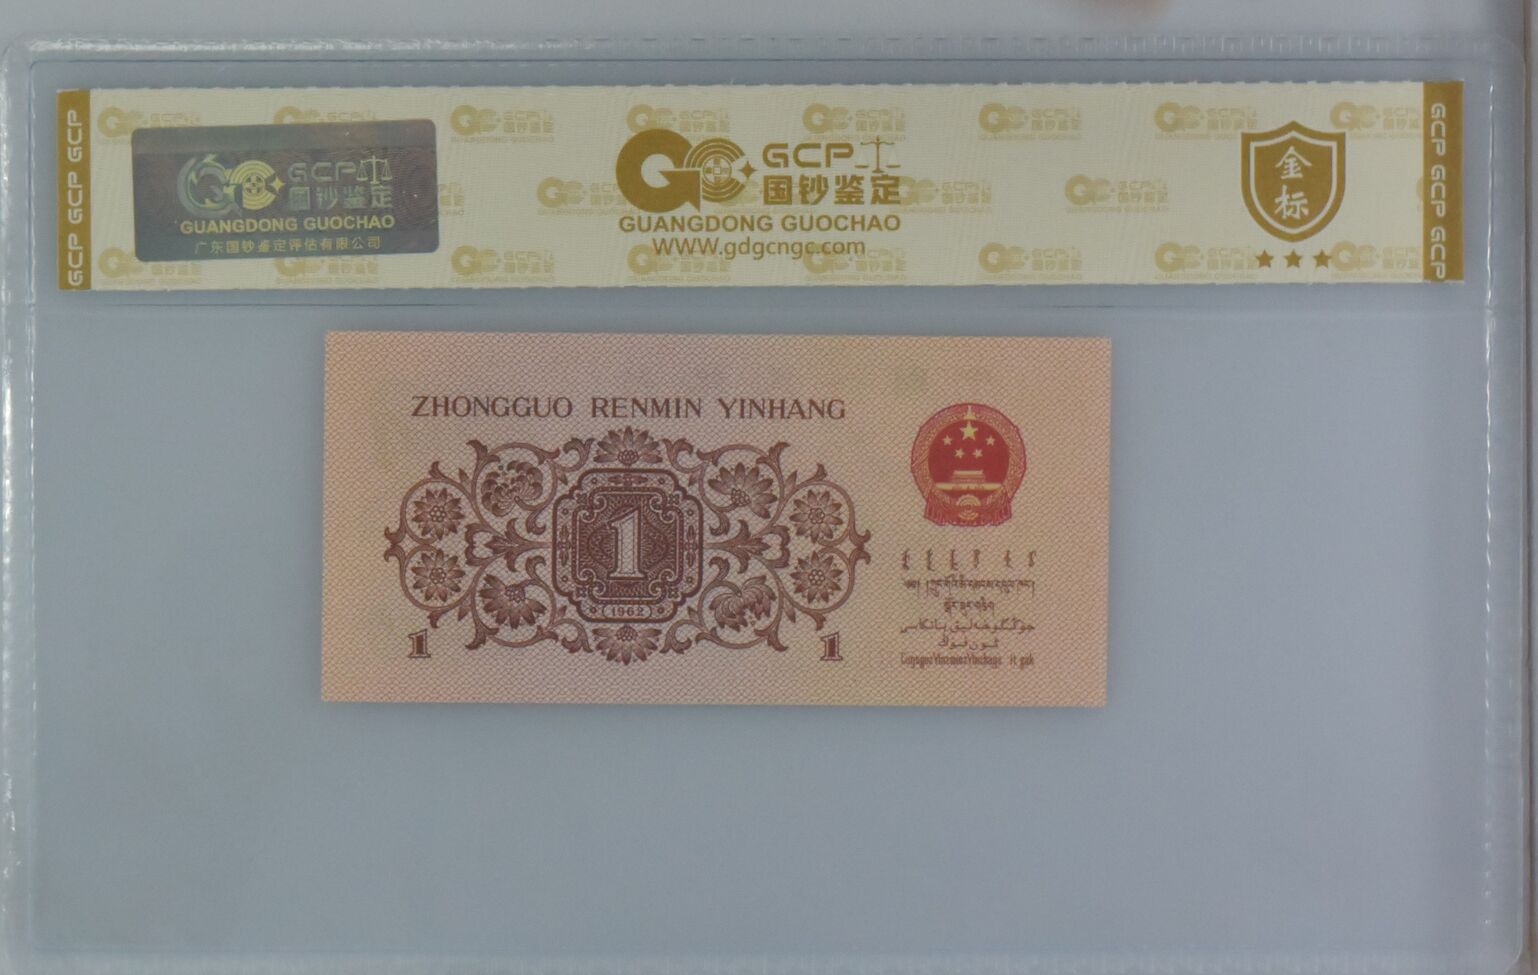 GCP GCP GCP
GCP
国钞鉴定
GUANGDONG GUOCHAO
广东国钞鉴定评估有限公司
GCP
国钞鉴定
GUANGDONG GUOCHAO
WWW.gdgcngc.com
金
标
GCP GCP GCP
ZHONGGUO RENMIN YINHANG
1
(1962)
1 1